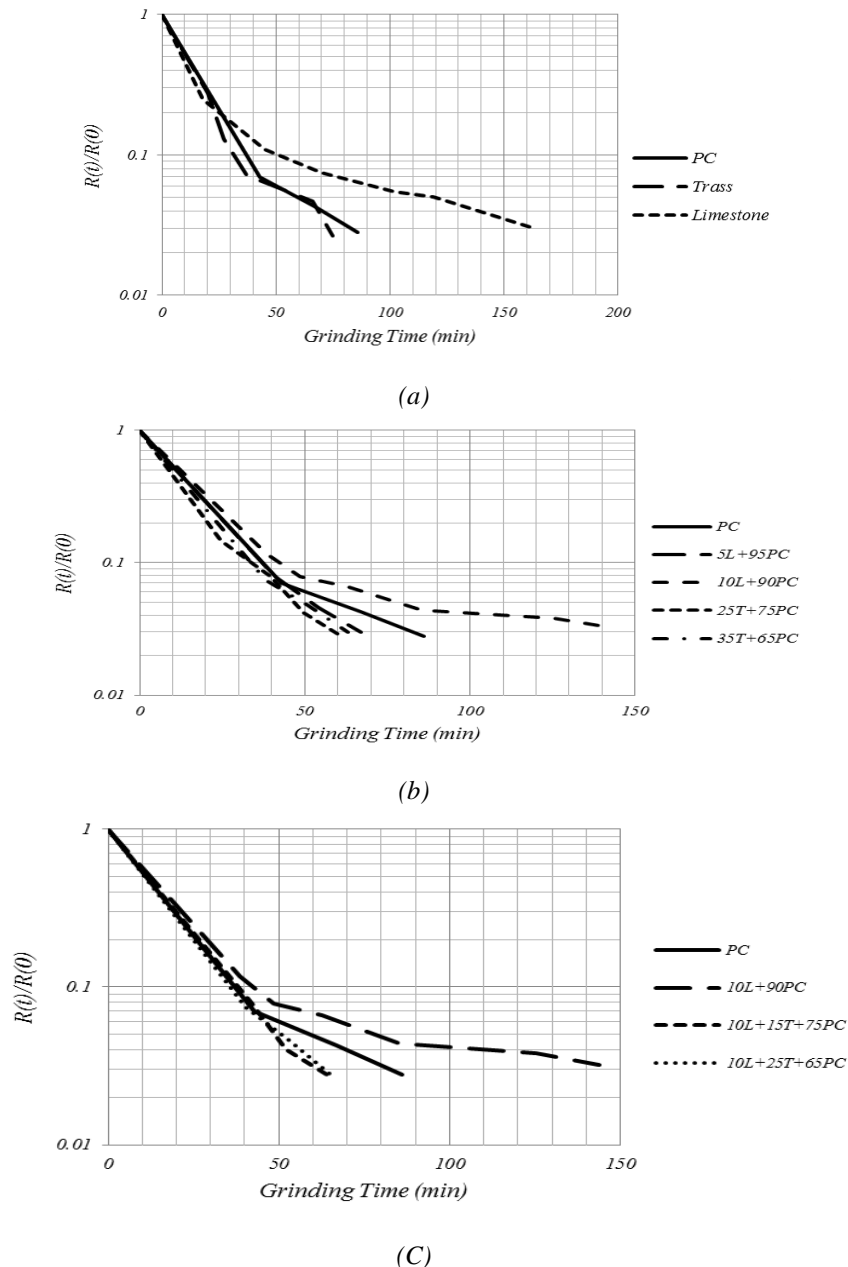 1
0.1
0.01
R(t)/R(0)
0 50 100 150 200
Grinding Time (min)
PC
Trass
Limestone
(a)
1
0.1
0.01
R(t)/R(0)
0 50 100 150
Grinding Time (min)
PC
5L+95PC
10L+90PC
25T+75PC
35T+65PC
(b)
1
0.1
0.01
R(t)/R(0)
0 50 100 150
Grinding Time (min)
PC
10L+90PC
10L+15T+75PC
10L+25T+65PC
(C)